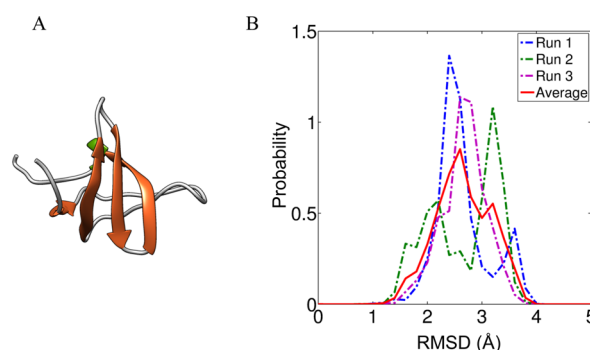 A
B
Probability
1.5
1
0.5
0
Run 1
Run 2
Run 3
Average
0 1 2 3 4 5
RMSD (Å)